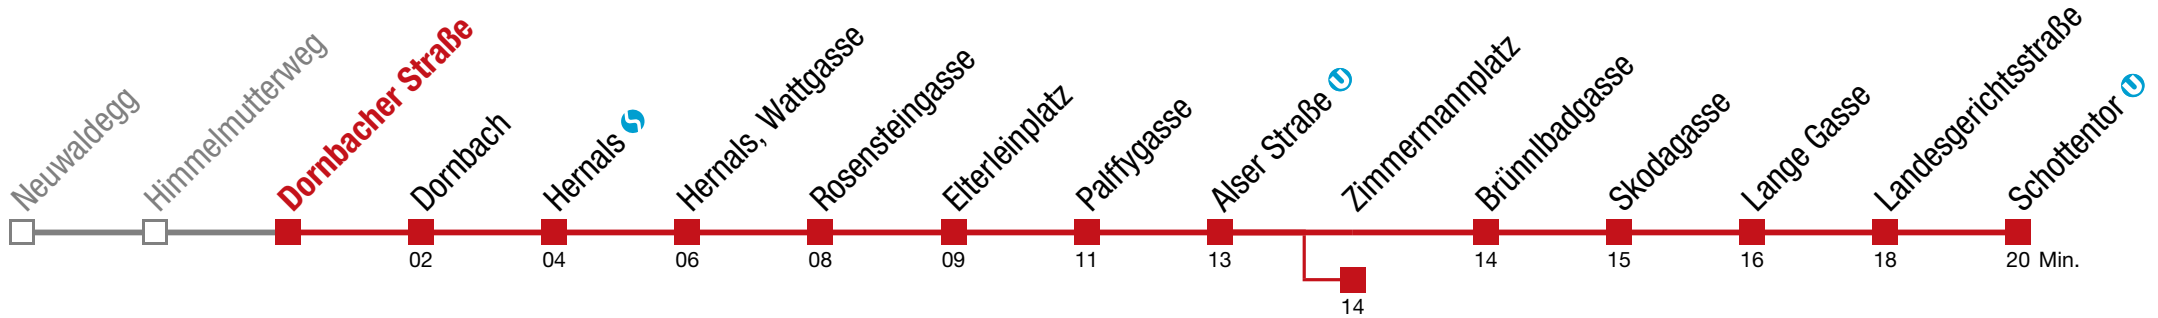 Neuwaldegg
Himmelmutterweg
Dornbacher Straße
Dornbach
Hernals
Hernals, Wattgasse
Rosensteingasse
Elterleinplatz
Palffygasse
Alser Straße
Zimmermannplatz
Brünnlbadgasse
Skodagasse
Lange Gasse
Landesgerichtsstraße
Schottentor
02 04 06 08 09 11 13 14 15 16 18 20 Min.
14